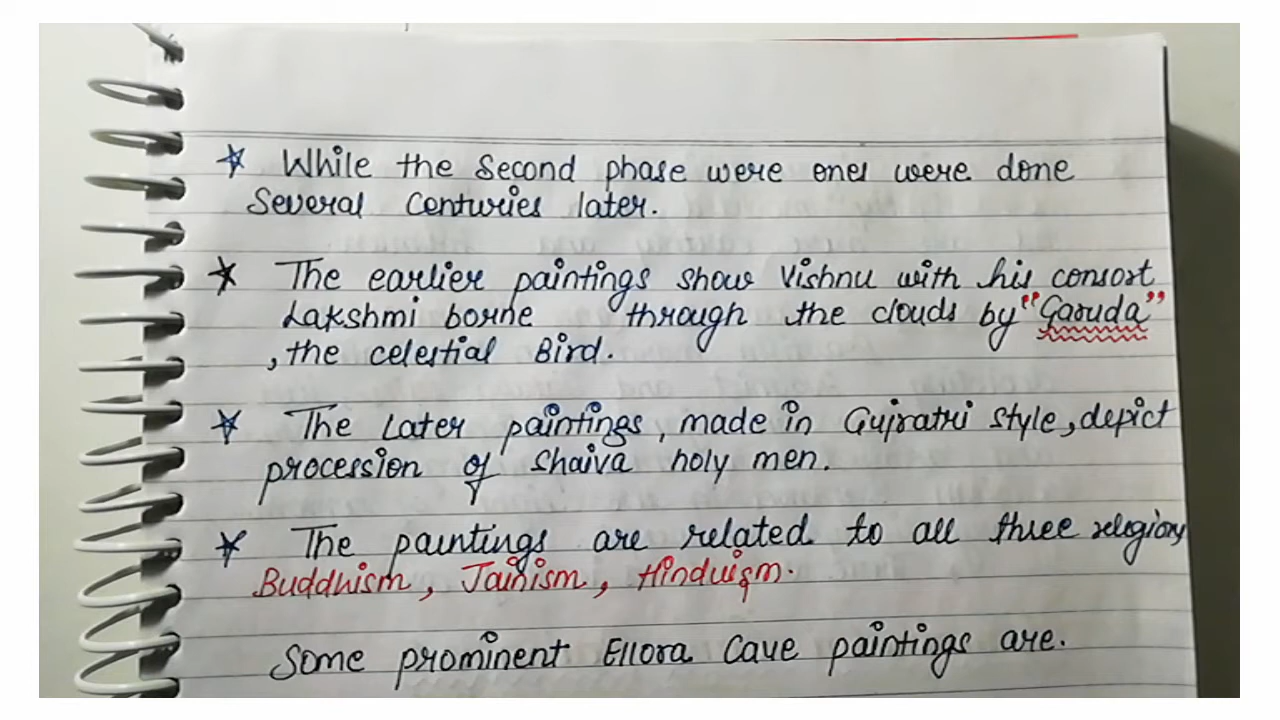 ☆ While the Second phase were ones were done
Several Centuries later.
☆ The earlier paintings show Vishnu with his consort
Lakshmi borne through the clouds by "Garuda"
, the celestial Bird.
☆ The Later paintings, made in Gujrathi Style, depict
procession of Shaiva holy men.
☆ The paintings are related to all three religions
Buddhism, Jainism, Hinduism.
Some prominent Ellora Cave paintings are.